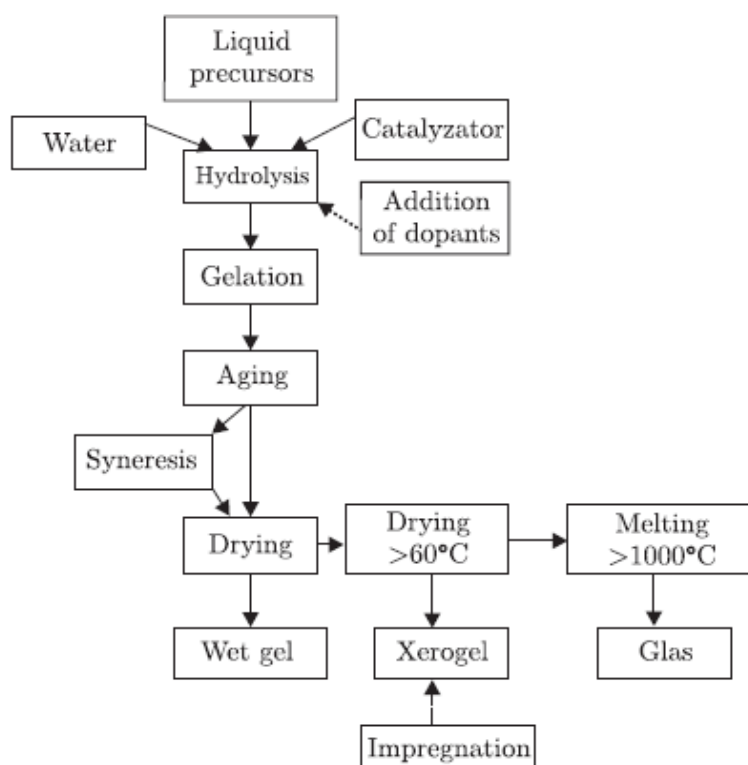 Liquid
precursors
Water
Catalyzator
Hydrolysis
Addition
of dopants
Gelation
Aging
Syneresis
Drying
Drying
>60°C
Melting
>1000°C
Wet gel
Xerogel
Glas
Impregnation